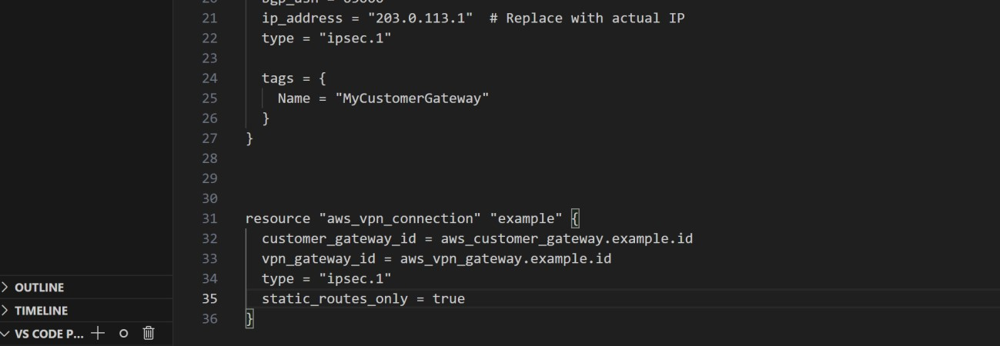 21 ip_address = "203.0.113.1"  # Replace with actual IP
22 type = "ipsec.1"
23
24 tags = {
25 Name = "MyCustomerGateway"
26 }
27 }
28
29
30
31 resource "aws_vpn_connection" "example" {
32 customer_gateway_id = aws_customer_gateway.example.id
33 vpn_gateway_id = aws_vpn_gateway.example.id
34 type = "ipsec.1"
35 static_routes_only = true
36 }
OUTLINE
TIMELINE
VS CODE P...